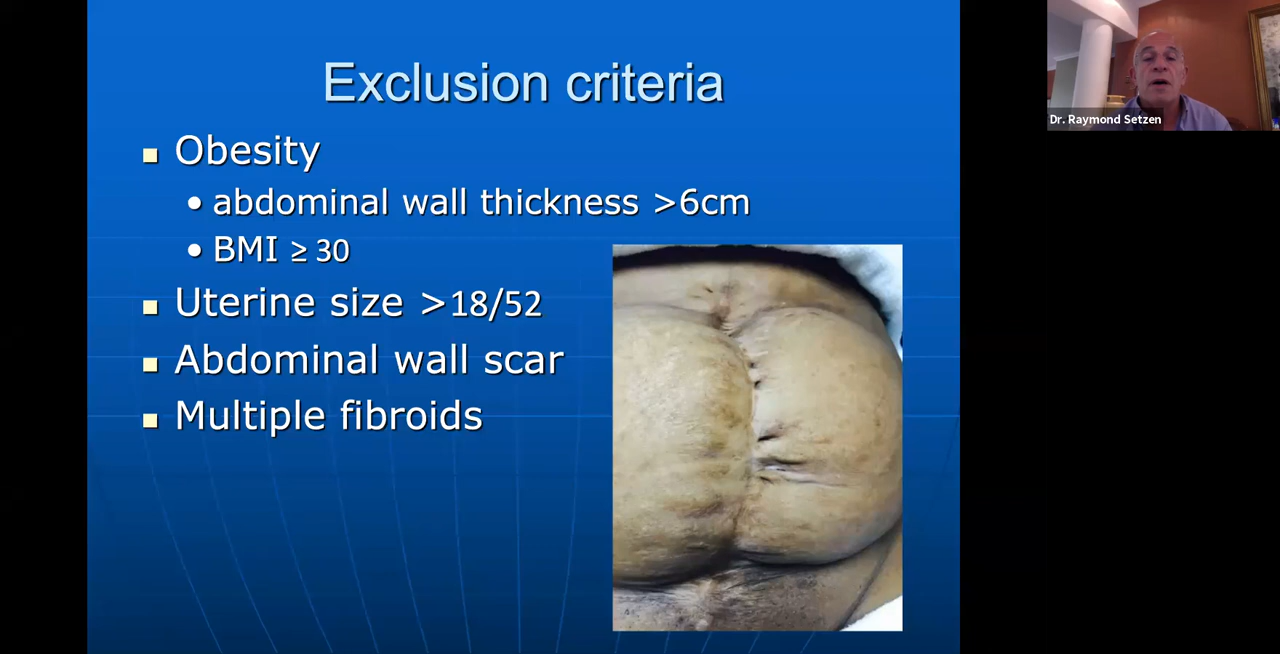 Exclusion criteria
Obesity
abdominal wall thickness >6cm
BMI ≥ 30
Uterine size >18/52
Abdominal wall scar
Multiple fibroids
Dr. Raymond Setzen